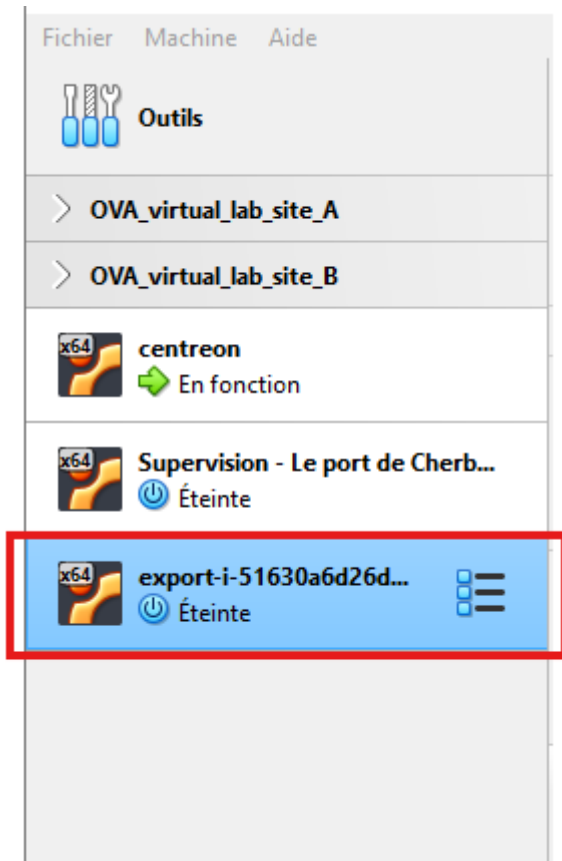 Fichier Machine Aide
Outils
OVA_virtual_lab_site_A
OVA_virtual_lab_site_B
x64
centreon
En fonction
x64
Supervision - Le port de Cherb...
Éteinte
x64
export-i-51630a6d26d...
Éteinte